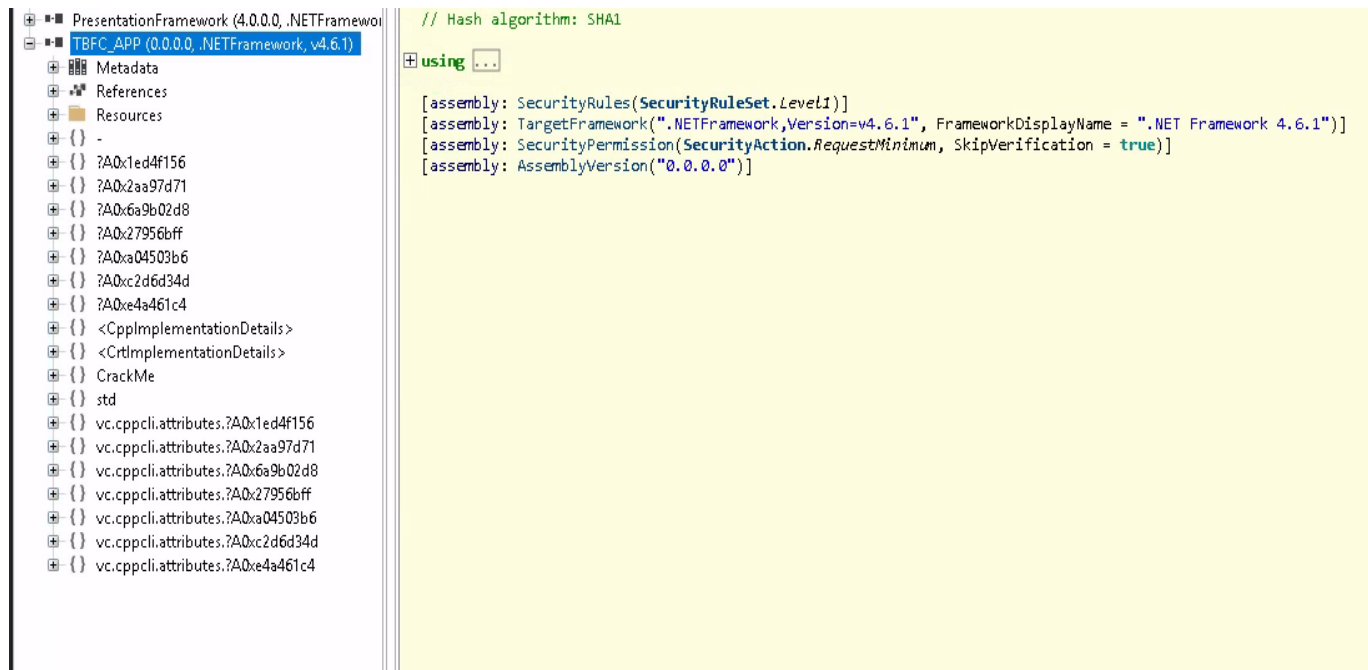 PresentationFramework (4.0.0.0, .NETFramewor
TBFC_APP (0.0.0.0, .NETFramework, v4.6.1)
Metadata
References
Resources
{ } -
{ } ?A0x1ed4f156
{ } ?A0x2aa97d71
{ } ?A0x6a9b02d8
{ } ?A0x27956bff
{ } ?A0xa04503b6
{ } ?A0xc2d6d34d
{ } ?A0xe4a461c4
{ } <CppImplementationDetails>
{ } <CrtImplementationDetails>
{ } CrackMe
{ } std
{ } vc.cppcli.attributes.?A0x1ed4f156
{ } vc.cppcli.attributes.?A0x2aa97d71
{ } vc.cppcli.attributes.?A0x6a9b02d8
{ } vc.cppcli.attributes.?A0x27956bff
{ } vc.cppcli.attributes.?A0xa04503b6
{ } vc.cppcli.attributes.?A0xc2d6d34d
{ } vc.cppcli.attributes.?A0xe4a461c4
// Hash algorithm: SHA1
using ...
[assembly: SecurityRules(SecurityRuleSet.Level1)]
[assembly: TargetFramework(".NETFramework,Version=v4.6.1", FrameworkDisplayName = ".NET Framework 4.6.1")]
[assembly: SecurityPermission(SecurityAction.RequestMinimum, SkipVerification = true)]
[assembly: AssemblyVersion("0.0.0.0")]